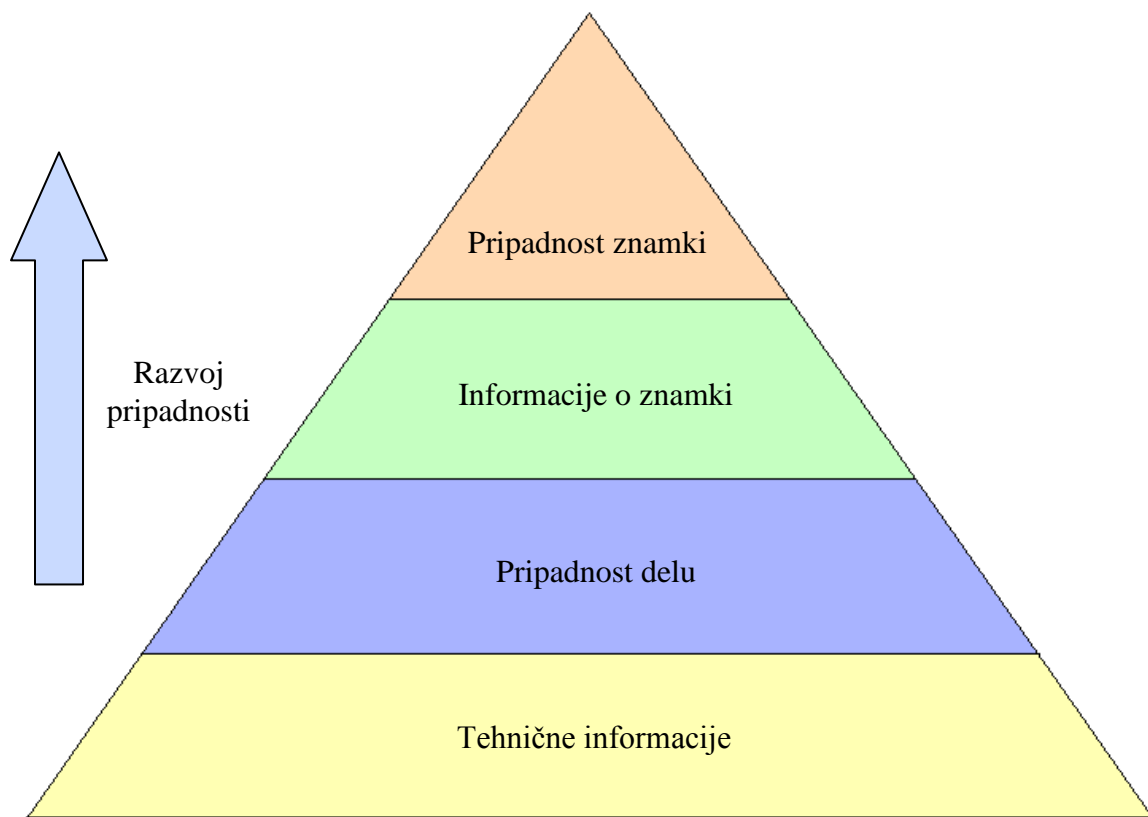 Pripadnost znamki
Informacije o znamki
Razvoj
pripadnosti
Pripadnost delu
Tehnične informacije